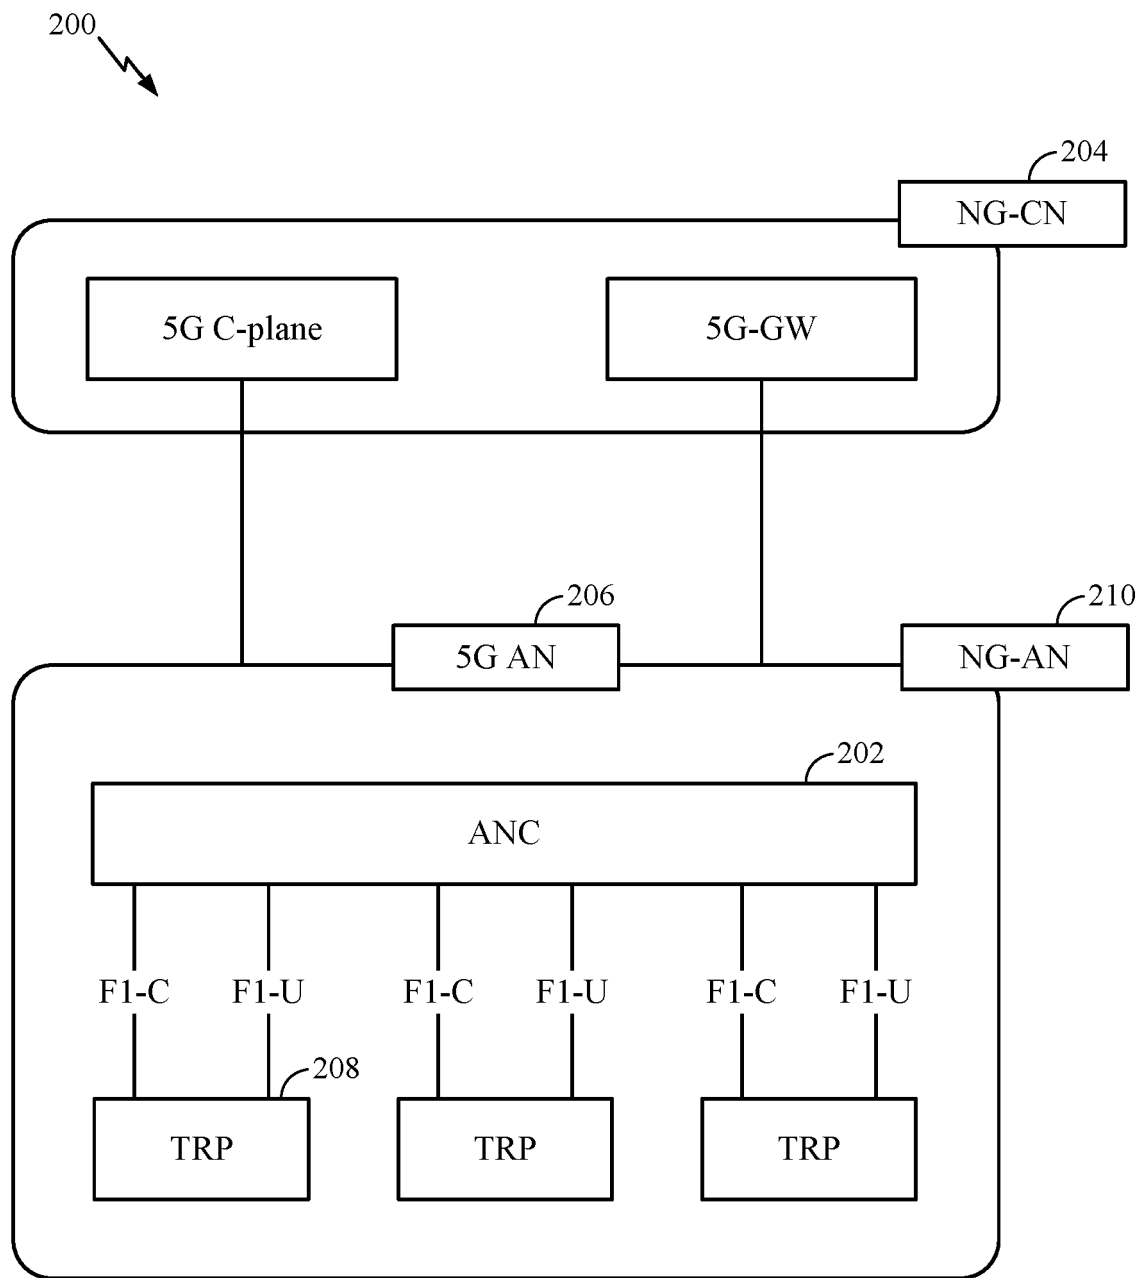 200
204
NG-CN
5G C-plane
5G-GW
206
210
5G AN
NG-AN
202
ANC
F1-C
F1-U
F1-C
F1-U
F1-C
F1-U
208
TRP
TRP
TRP